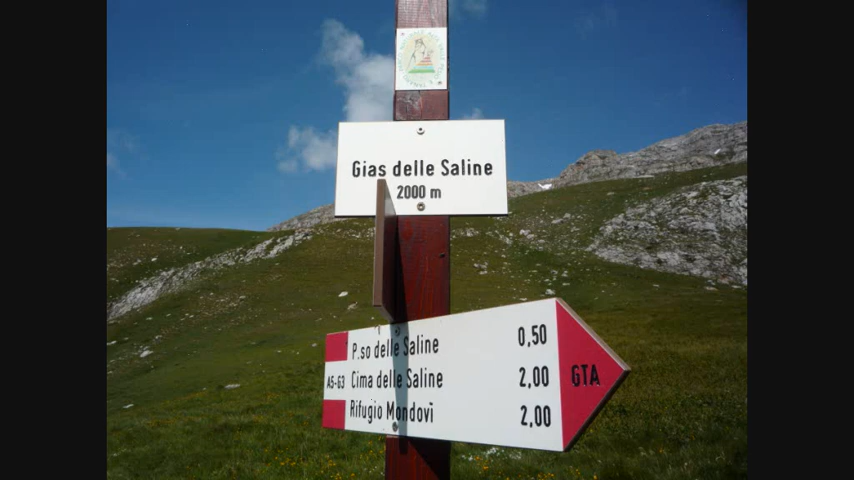 Gias delle Saline
2000 m
P.so delle Saline 0,50
A5-63 Cima delle Saline 2,00 GTA
Rifugio Mondovì 2,00